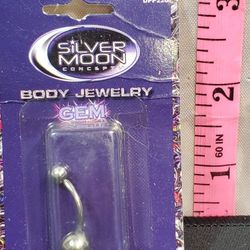 SILVER
MOON
CONCEPTS
BODY JEWELRY
GEM
1
2
60 IN